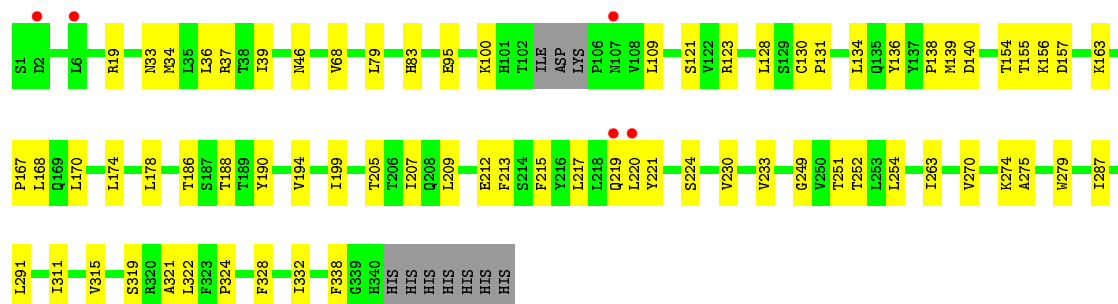 S1 D2 L6 R19 N33 M34 L35 L36 R37 T38 I39 N46 V68 L79 H83 E95 K100 H101 T102 ILE ASP LYS P106 N107 V108 L109 S121 V122 R123 L128 S129 C130 P131 L134 Q135 Y136 Y137 P138 M139 D140 T154 T155 K156 D157 K163
P167 L168 Q169 L170 L174 L178 T186 S187 T188 T189 Y190 V194 I199 T205 T206 I207 Q208 L209 E212 F213 S214 F215 Y216 L217 L218 Q219 L220 Y221 S224 V230 V233 G249 V250 T251 T252 L253 L254 I263 V270 K274 A275 W279 I287
L291 I311 V315 S319 R320 A321 L322 F323 P324 F328 I332 F338 G339 H340 HIS HIS HIS HIS HIS HIS HIS